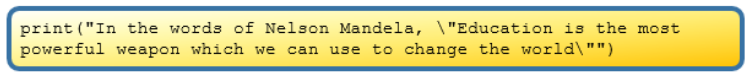 print("In the words of Nelson Mandela, \"Education is the most
powerful weapon which we can use to change the world\"")